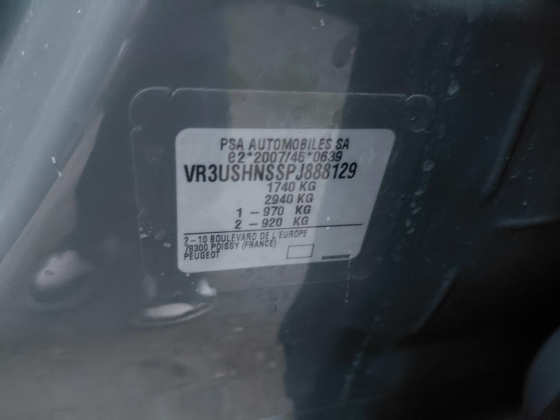 PSA AUTOMOBILES SA
e2*2007/46*0639
VR3USHNSSPJ888129
1740 KG
2940 KG
1 – 970 KG
2 – 920 KG
2 – 10 BOULEVARD DE L'EUROPE
78300 POISSY (FRANCE)
PEUGEOT